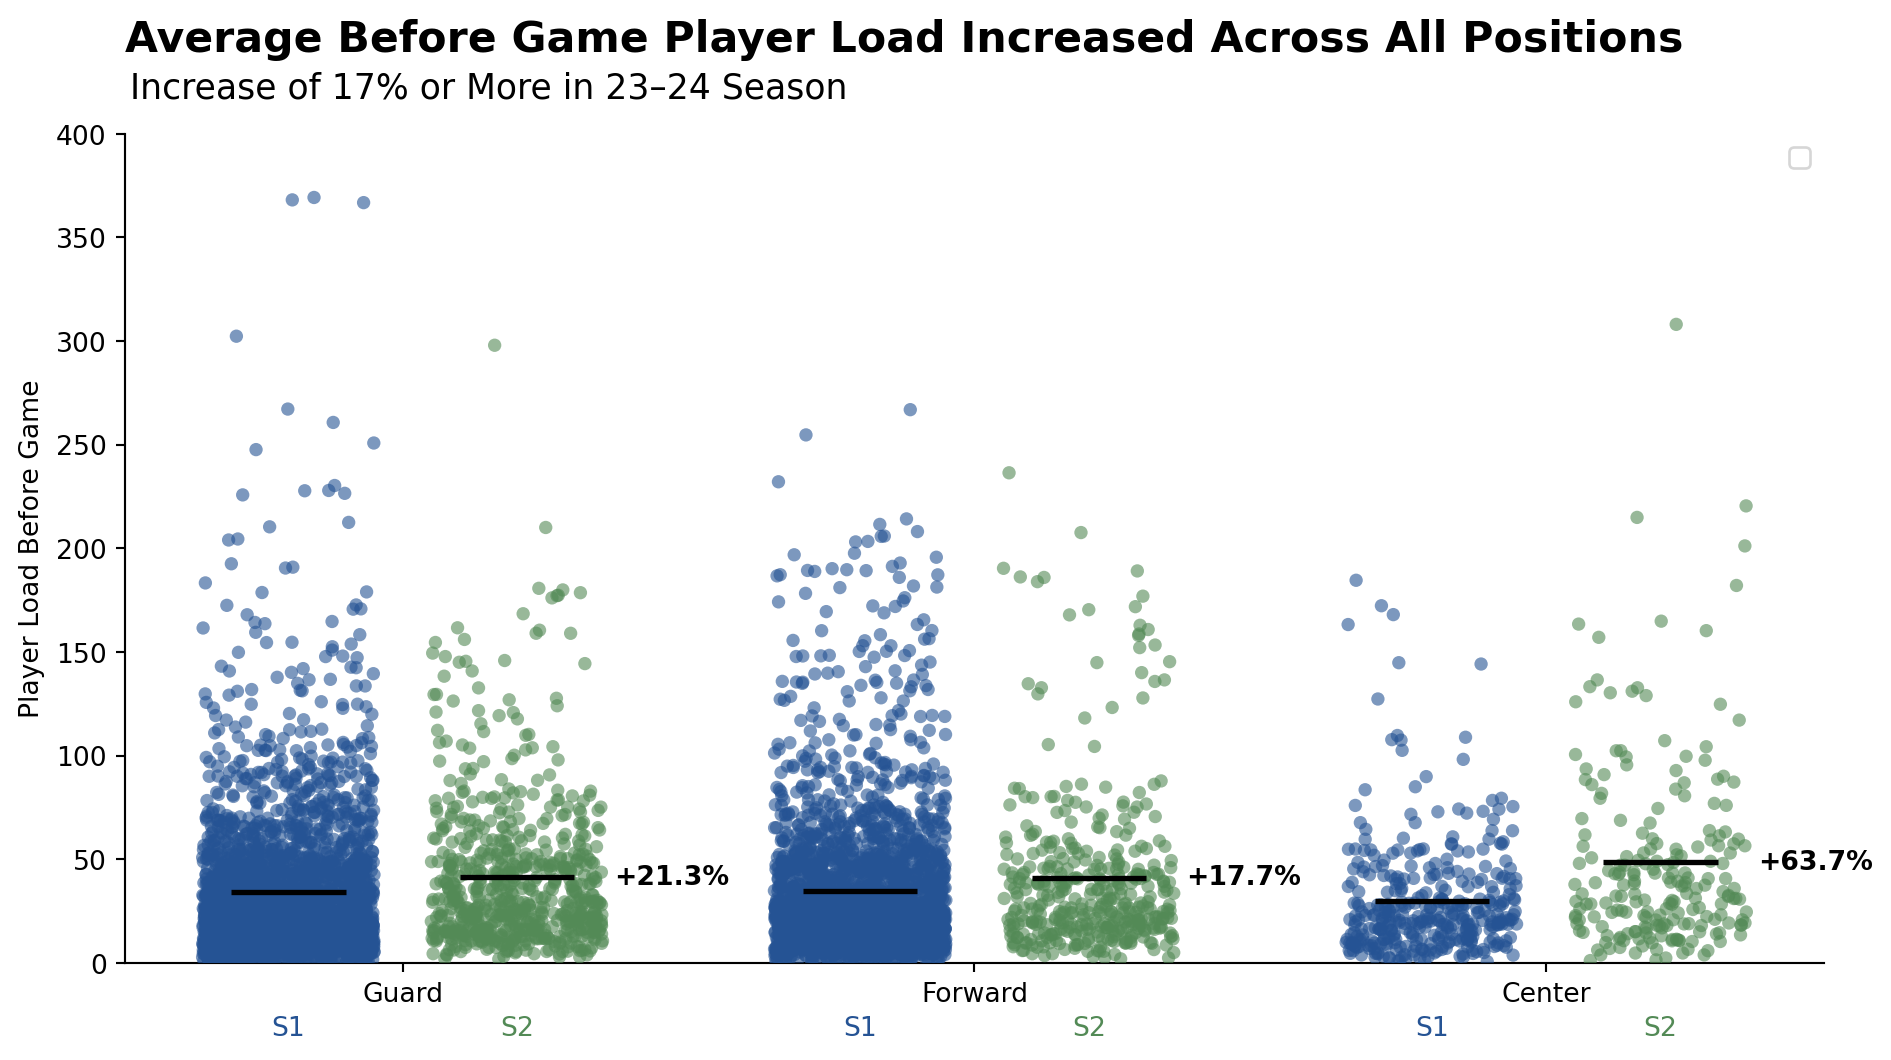 Average Before Game Player Load Increased Across All Positions
Increase of 17% or More in 23–24 Season
Player Load Before Game
400
350
300
250
200
150
100
50
0
+21.3%
+17.7%
+63.7%
Guard
Forward
Center
S1
S2
S1
S2
S1
S2